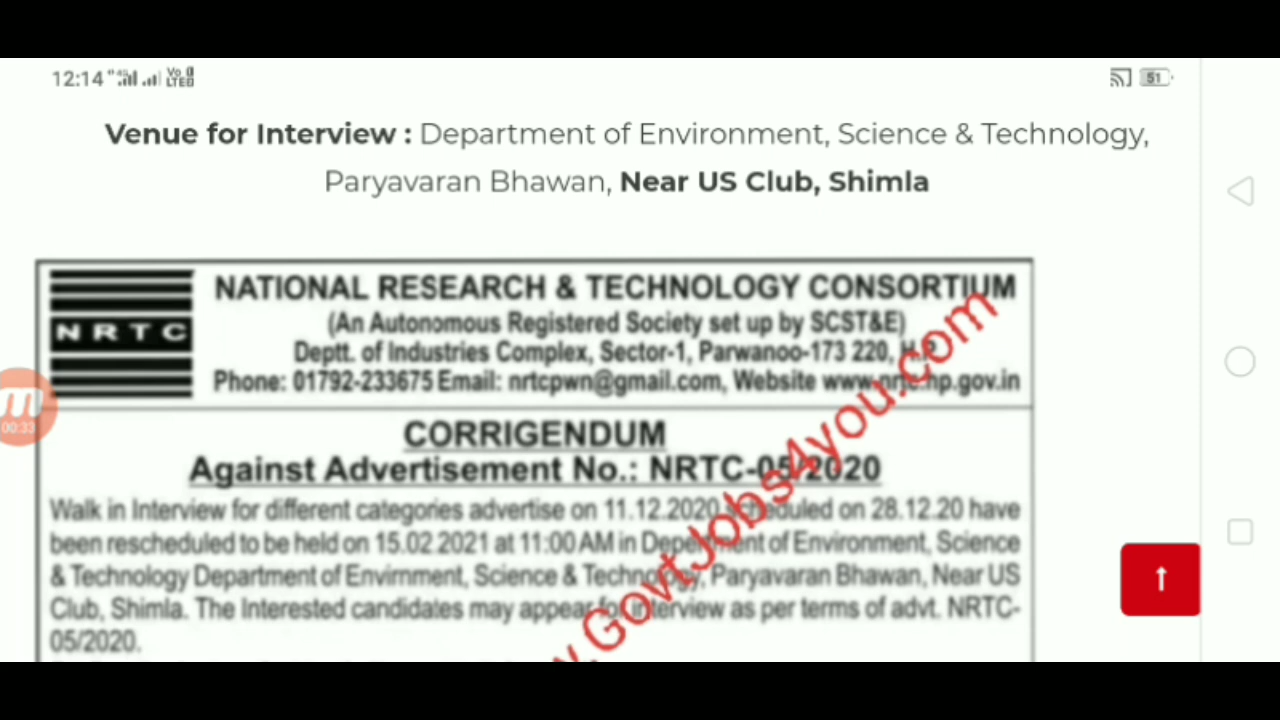 12:14
51
Venue for Interview : Department of Environment, Science & Technology,
Paryavaran Bhawan, Near US Club, Shimla
NRTC
NATIONAL RESEARCH & TECHNOLOGY CONSORTIUM
(An Autonomous Registered Society set up by SCST&E)
Deptt. of Industries Complex, Sector-1, Parwanoo-173 220, H.P.
Phone: 01792-233675 Email: nrtcpwn@gmail.com, Website www.nrtc.hp.gov.in
00:33
CORRIGENDUM
Against Advertisement No.: NRTC-05/2020
Walk in Interview for different categories advertise on 11.12.2020 scheduled on 28.12.20 have
been rescheduled to be held on 15.02.2021 at 11:00 AM in Department of Environment, Science
& Technology Department of Envirnment, Science & Technology, Paryavaran Bhawan, Near US
Club, Shimla. The Interested candidates may appear for interview as per terms of advt. NRTC-
05/2020.
GovtJobs4you.com